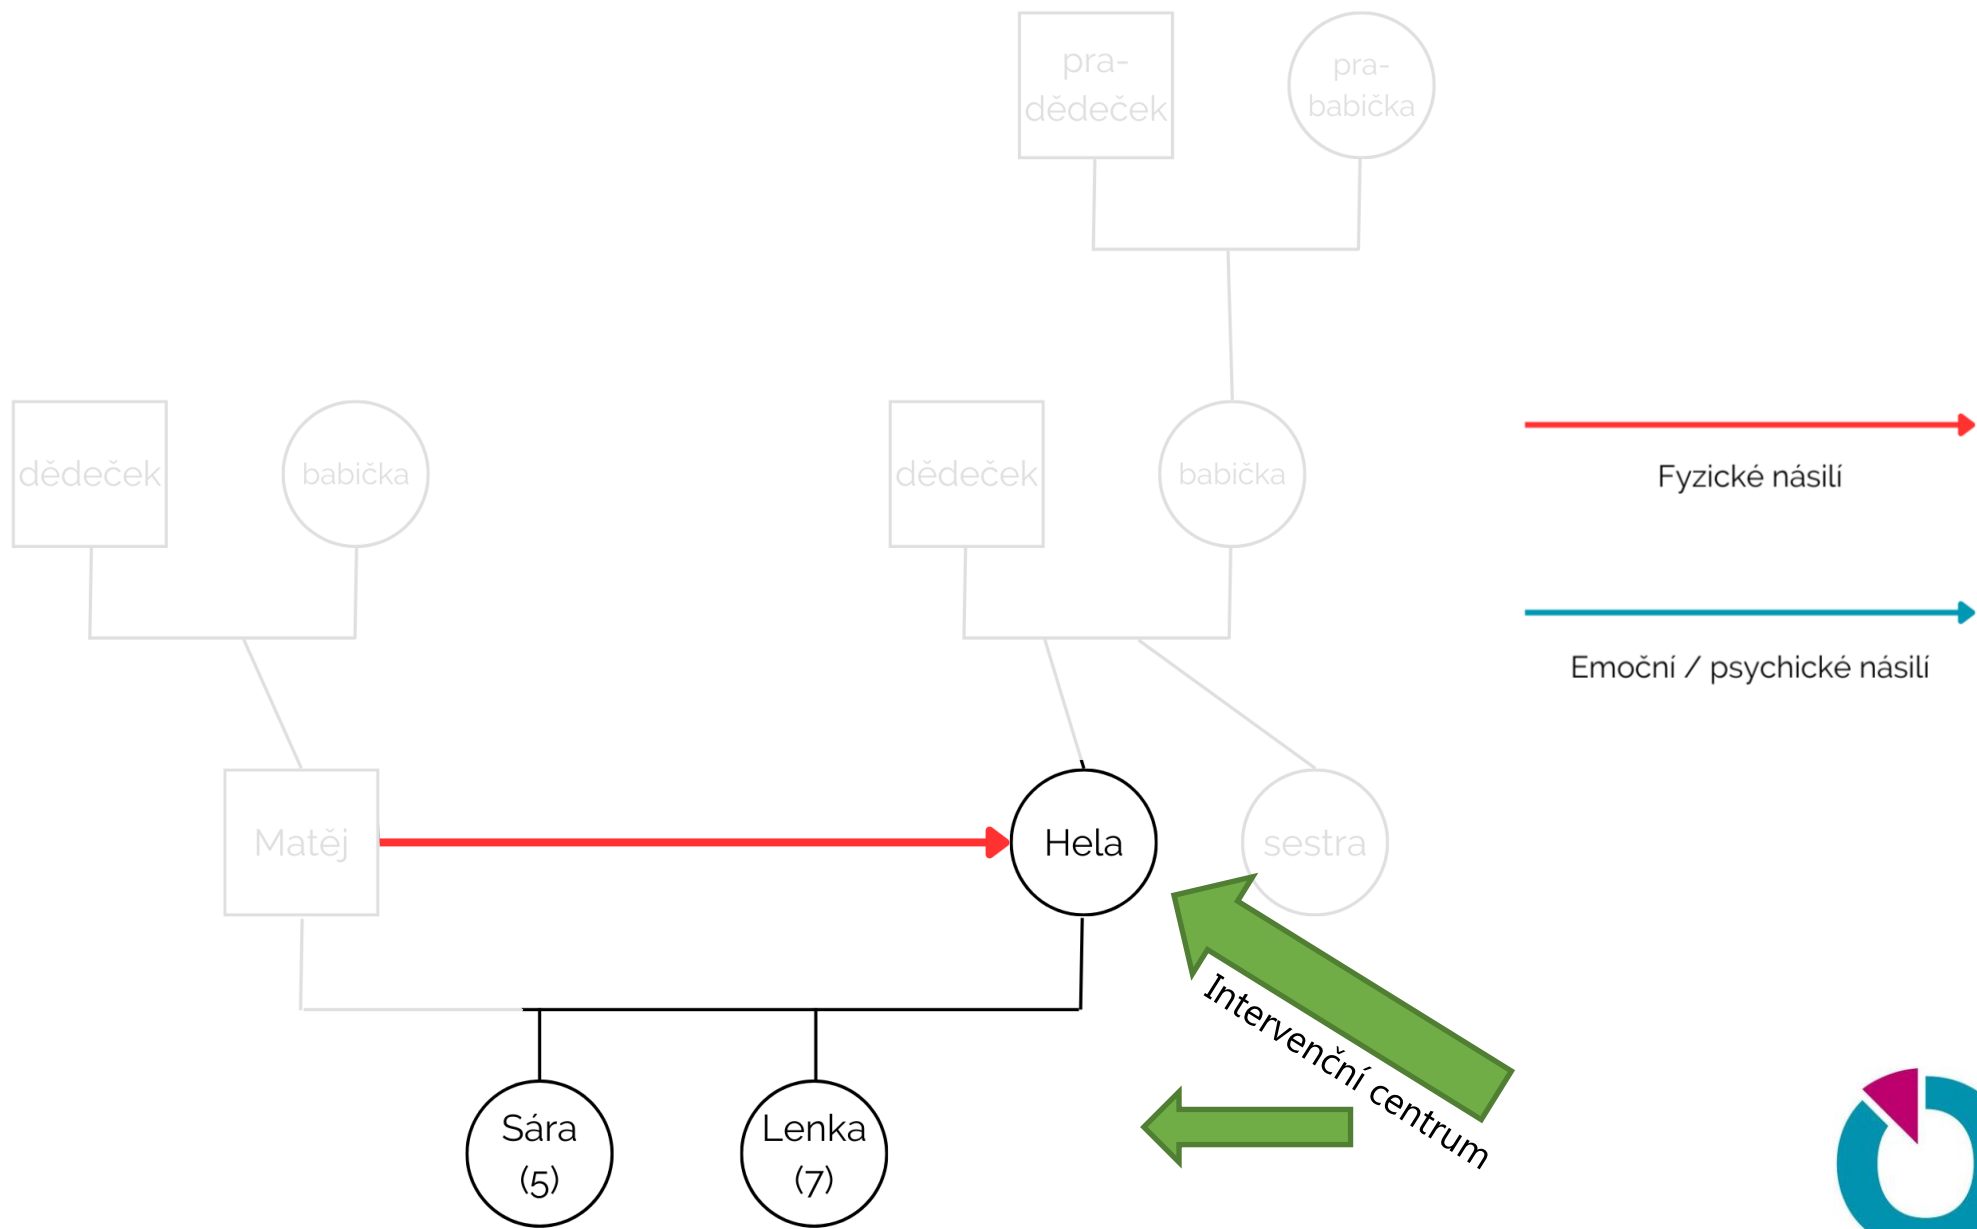 pra-
dědeček
pra-
babička
dědeček
babička
dědeček
babička
Fyzické násilí
Emoční / psychické násilí
Matěj
Hela
sestra
Intervenční centrum
Sára
(5)
Lenka
(7)